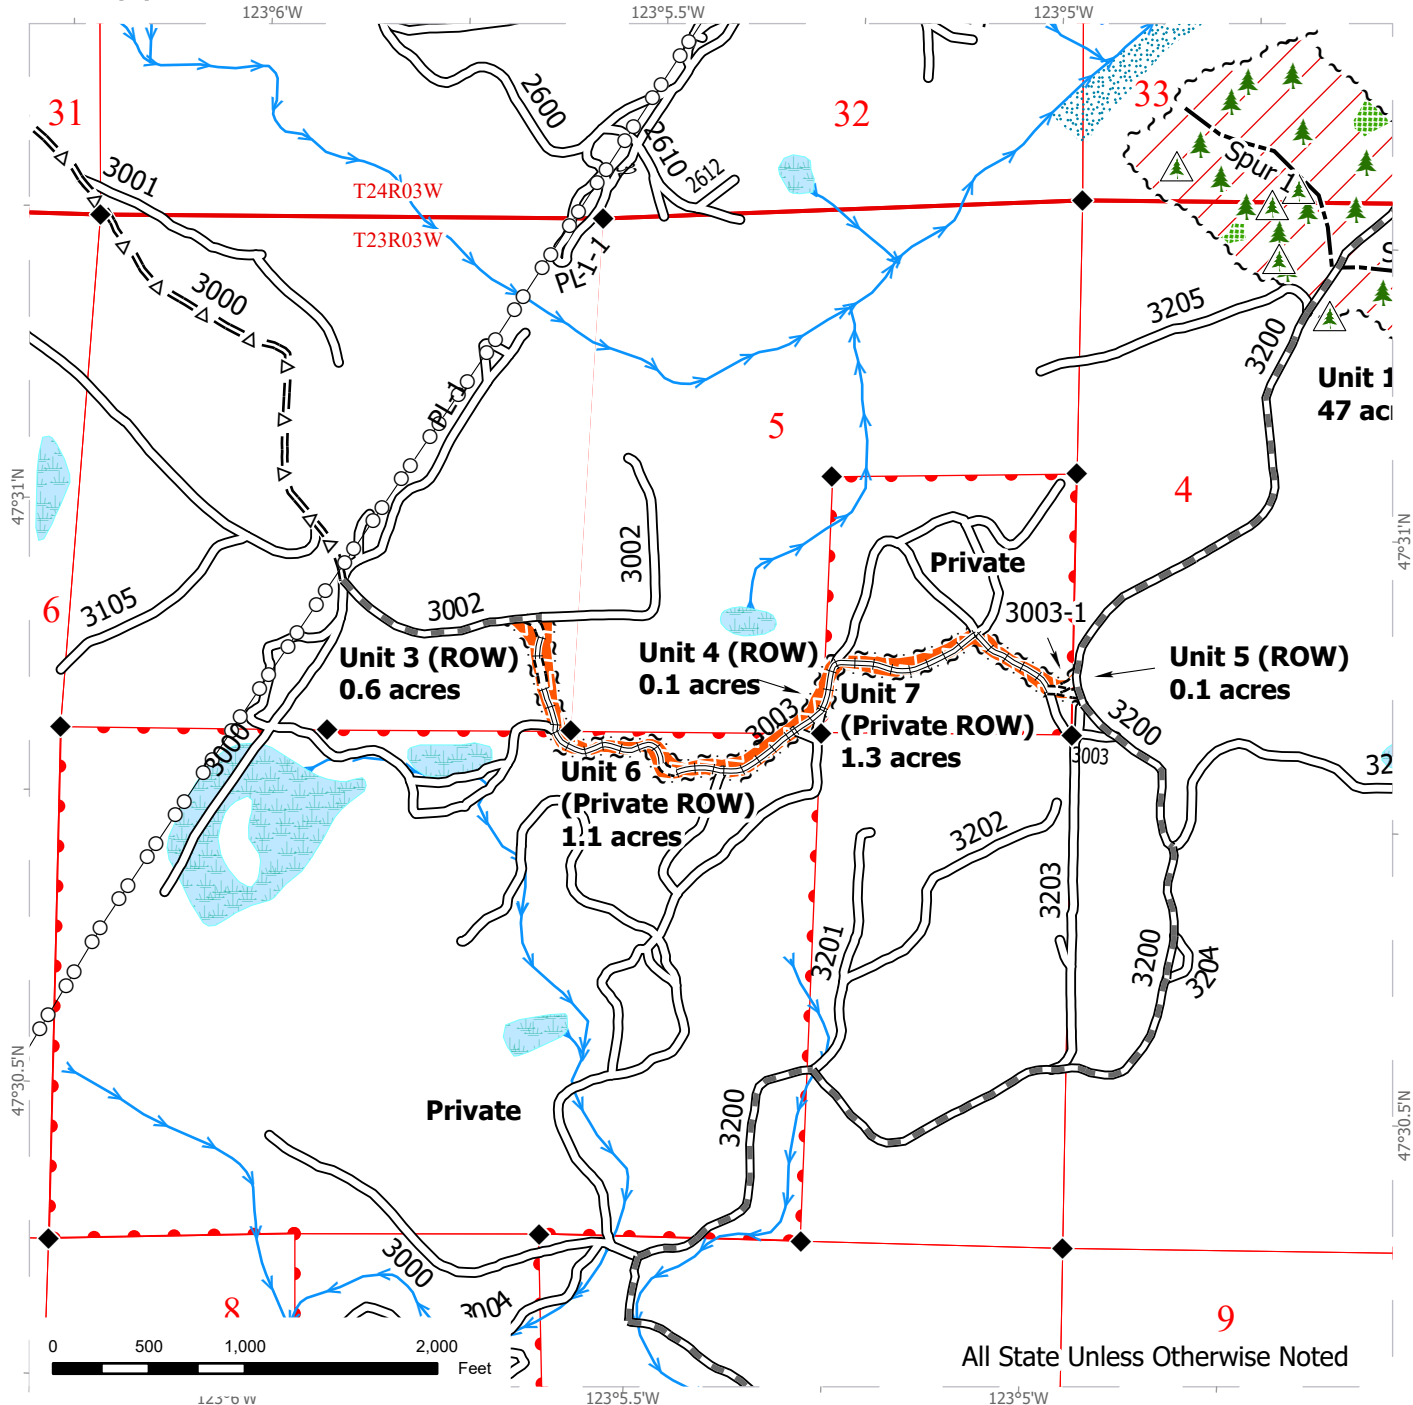 123°6'W
123°5.5'W
123°5'W
31
32
33
2600
2610
2612
3001
T24R03W
T23R03W
Spur 1
PL-1-1
3000
3205
3200
PL-1
Unit 1
5
47°31'N
4
47°31'N
3002
Private
6
3105
3002
3003-1
Unit 3 (ROW)
0.6 acres
Unit 4 (ROW)
0.1 acres
Unit 5 (ROW)
0.1 acres
Unit 7
(Private ROW)
1.3 acres
3003
3200
3000
3003
Unit 6
(Private ROW)
1.1 acres
3202
3203
3201
3200
3204
47°30.5'N
47°30.5'N
Private
3200
3000
3004
8
9
0
500
1,000
2,000
Feet
All State Unless Otherwise Noted
123°6'W
123°5.5'W
123°5'W